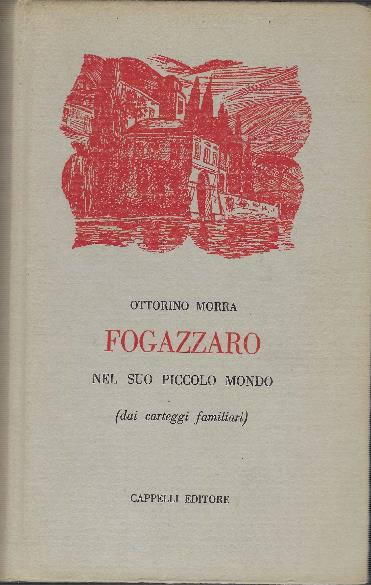 OTTORINO MORRA
FOGAZZARO
NEL SUO PICCOLO MONDO
(dai carteggi familiari)
CAPPELLI EDITORE